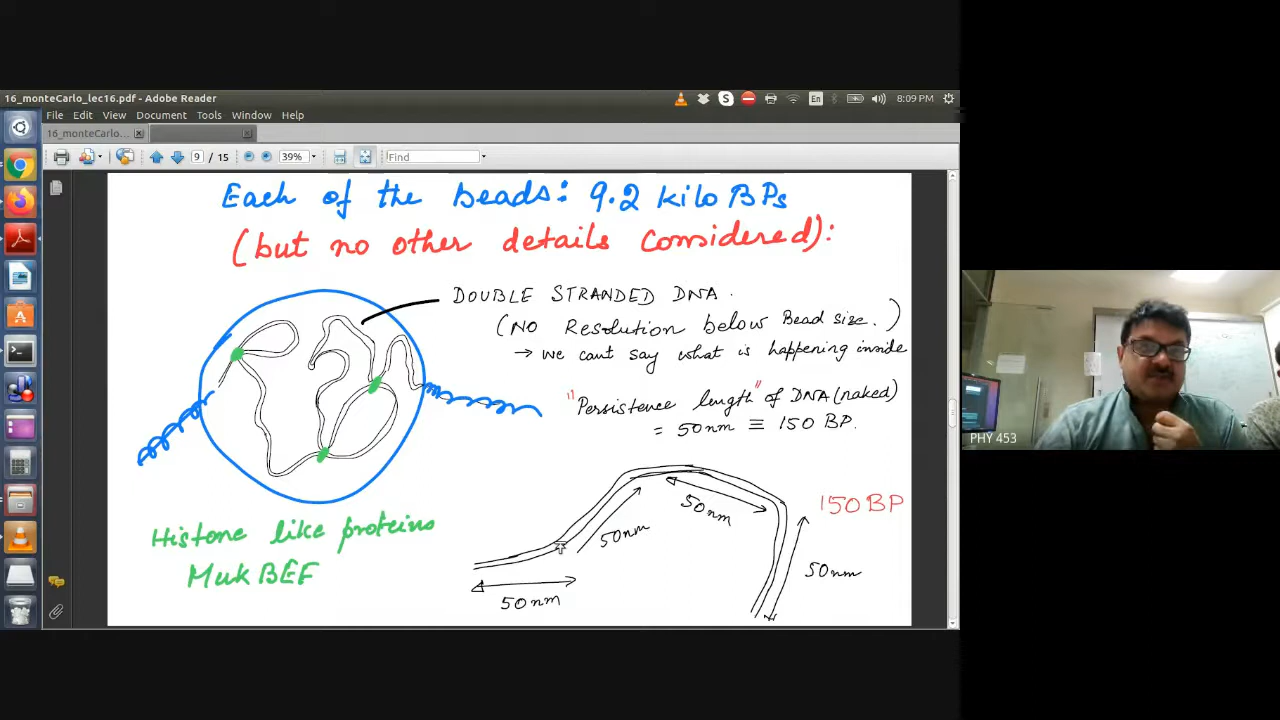 16_monteCarlo_lec16.pdf - Adobe Reader
En
8:09 PM
File Edit View Document Tools Window Help
16_monteCarlo...
9 / 15
39%
Find
Each of the beads: 9.2 kilo BPs
(but no other details considered):
DOUBLE STRANDED DNA.
(NO Resolution below Bead size.)
→ we cant say what is happening inside
"Persistence length" of DNA (naked)
= 50nm ≡ 150 BP.
50nm
50nm
150 BP
50nm
50nm
Histone like proteins
MukBEF
PHY 453